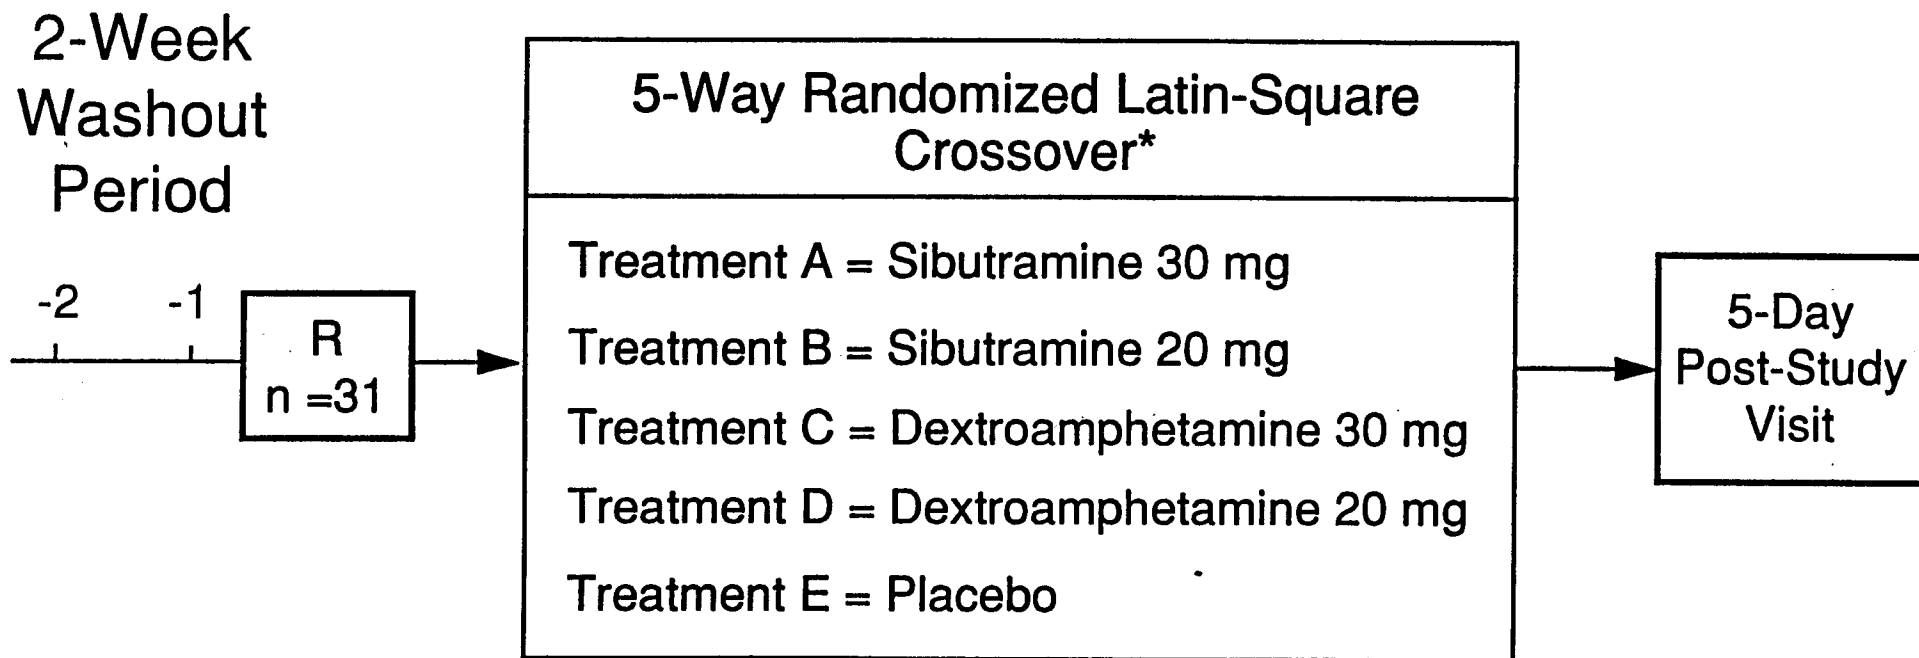 2-Week
Washout
Period
-2
-1
R
n =31
5-Way Randomized Latin-Square
Crossover*
Treatment A = Sibutramine 30 mg
Treatment B = Sibutramine 20 mg
Treatment C = Dextroamphetamine 30 mg
Treatment D = Dextroamphetamine 20 mg
Treatment E = Placebo
5-Day
Post-Study
Visit